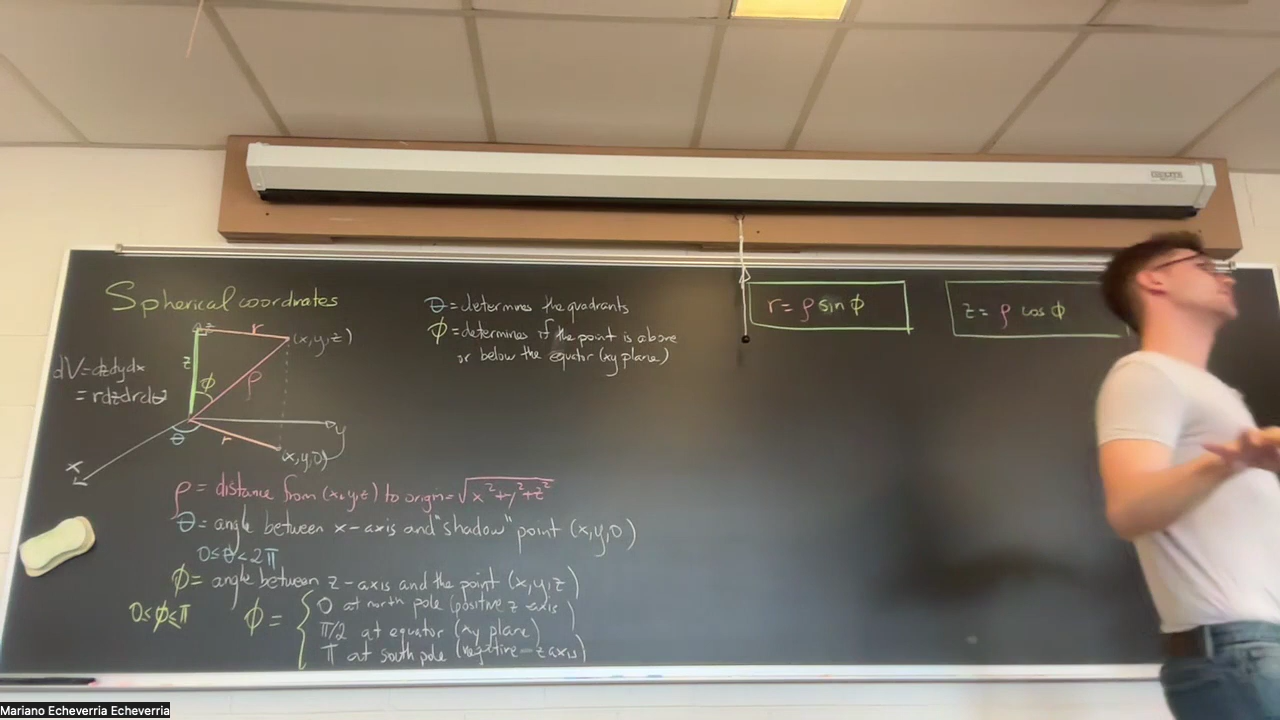 Spherical coordinates
z
r
(x,y,z)
z
φ
ρ
dV = dzdydx
= rdzdrdθ
y
θ
r
(x,y,0)
x
ρ = distance from (x,y,z) to origin = √x²+y²+z²
θ = angle between x-axis and "shadow" point (x,y,0)
0≤θ<2π
φ = angle between z-axis and the point (x,y,z)
0≤φ≤π
φ = { 0 at north pole (positive z axis)
π/2 at equator (xy plane)
π at south pole (negative z axis)
θ = determines the quadrants
φ = determines if the point is above
or below the equator (xy plane)
r = ρ sin φ
z = ρ cos φ
Mariano Echeverria Echeverria